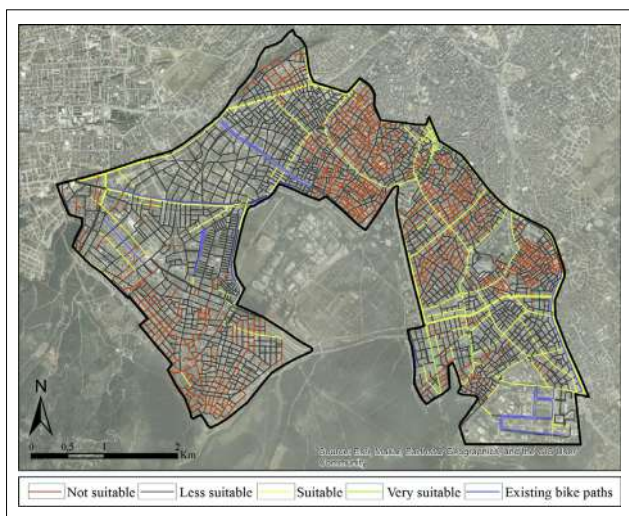 N
0 0,5 1 2
Km
Source: Esri, Maxar, Earthstar Geographics, and the GIS User
Community
Not suitable Less suitable Suitable Very suitable Existing bike paths